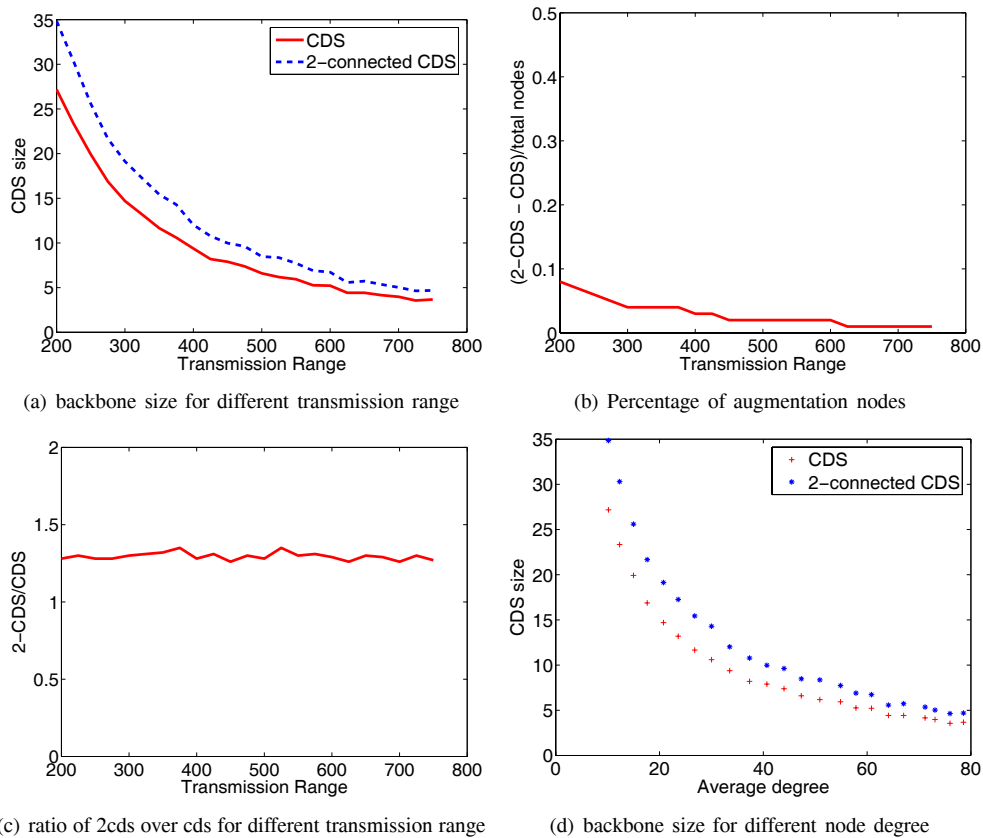 35
30
25
20
15
10
5
0
CDS size
CDS
2-connected CDS
200 300 400 500 600 700 800
Transmission Range
(a) backbone size for different transmission range
0.5
0.4
0.3
0.2
0.1
0
(2-CDS - CDS)/total nodes
200 300 400 500 600 700 800
Transmission Range
(b) Percentage of augmentation nodes
2
1.5
1
0.5
0
2-CDS/CDS
200 300 400 500 600 700 800
Transmission Range
c) ratio of 2cds over cds for different transmission range
35
30
25
20
15
10
5
0
CDS size
CDS
2-connected CDS
0 20 40 60 80
Average degree
(d) backbone size for different node degree